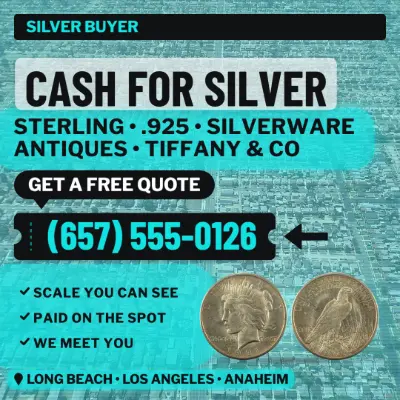 SILVER BUYER
CASH FOR SILVER
STERLING • .925 • SILVERWARE
ANTIQUES • TIFFANY & CO
GET A FREE QUOTE
(657) 555-0126
SCALE YOU CAN SEE
PAID ON THE SPOT
WE MEET YOU
LONG BEACH • LOS ANGELES • ANAHEIM